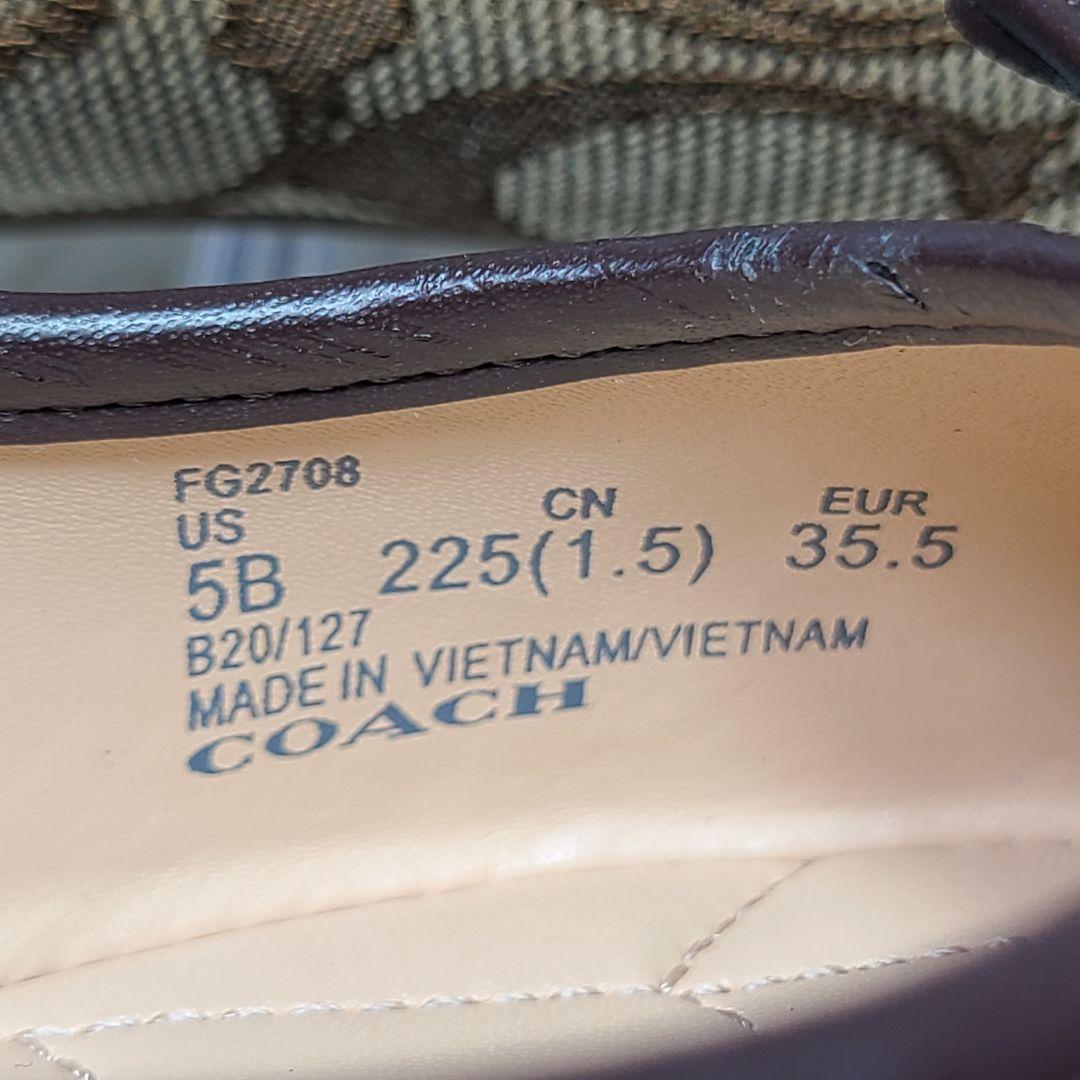 FG2708
US CN EUR
5B 225(1.5) 35.5
B20/127
MADE IN VIETNAM/VIETNAM
COACH